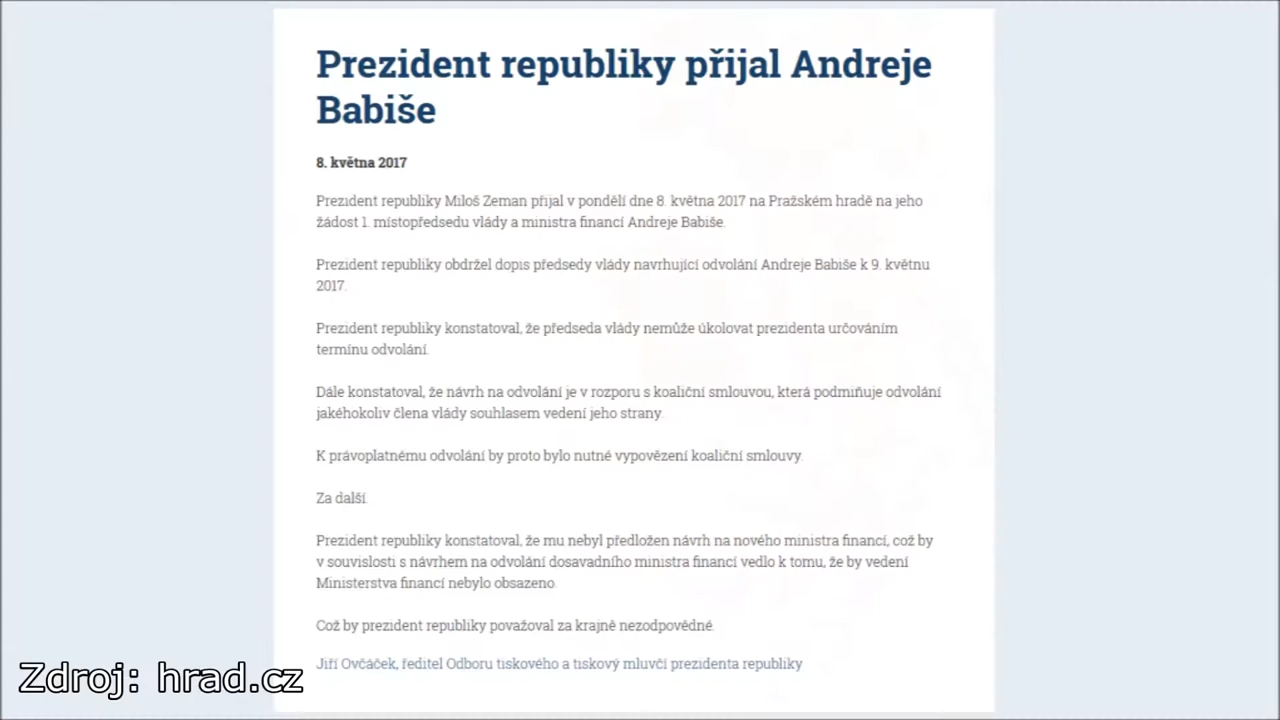 Prezident republiky přijal Andreje
Babiše
8. května 2017
Prezident republiky Miloš Zeman přijal v pondělí dne 8. května 2017 na Pražském hradě na jeho
žádost 1. místopředsedu vlády a ministra financí Andreje Babiše.
Prezident republiky obdržel dopis předsedy vlády navrhující odvolání Andreje Babiše k 9. květnu
2017.
Prezident republiky konstatoval, že předseda vlády nemůže úkolovat prezidenta určováním
termínu odvolání.
Dále konstatoval, že návrh na odvolání je v rozporu s koaliční smlouvou, která podmiňuje odvolání
jakéhokoliv člena vlády souhlasem vedení jeho strany.
K právoplatnému odvolání by proto bylo nutné vypovězení koaliční smlouvy.
Za další.
Prezident republiky konstatoval, že mu nebyl předložen návrh na nového ministra financí, což by
v souvislosti s návrhem na odvolání dosavadního ministra financí vedlo k tomu, že by vedení
Ministerstva financí nebylo obsazeno.
Což by prezident republiky považoval za krajně nezodpovědné.
Jiří Ovčáček, ředitel Odboru tiskového a tiskový mluvčí prezidenta republiky
Zdroj: hrad.cz